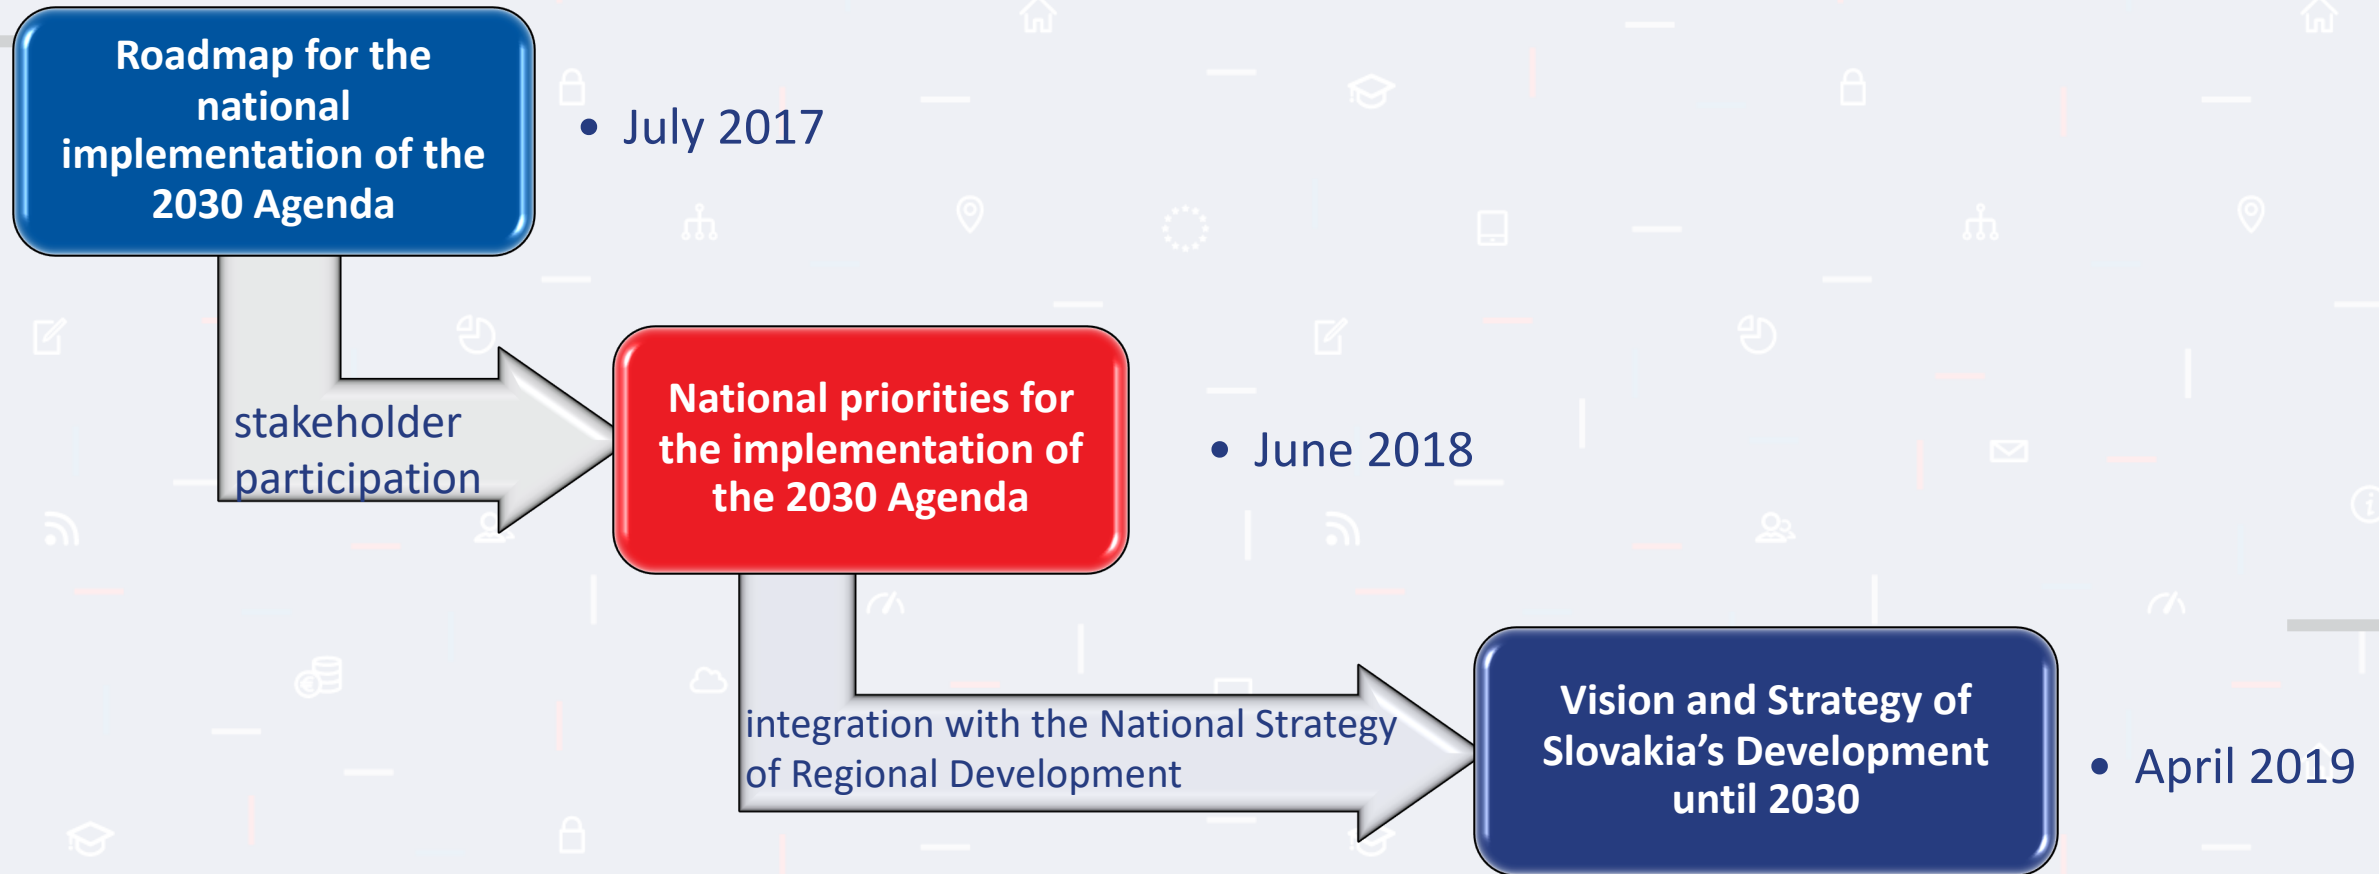 Roadmap for the
national
implementation of the
2030 Agenda
• July 2017
stakeholder
participation
National priorities for
the implementation of
the 2030 Agenda
• June 2018
integration with the National Strategy
of Regional Development
Vision and Strategy of
Slovakia’s Development
until 2030
• April 2019